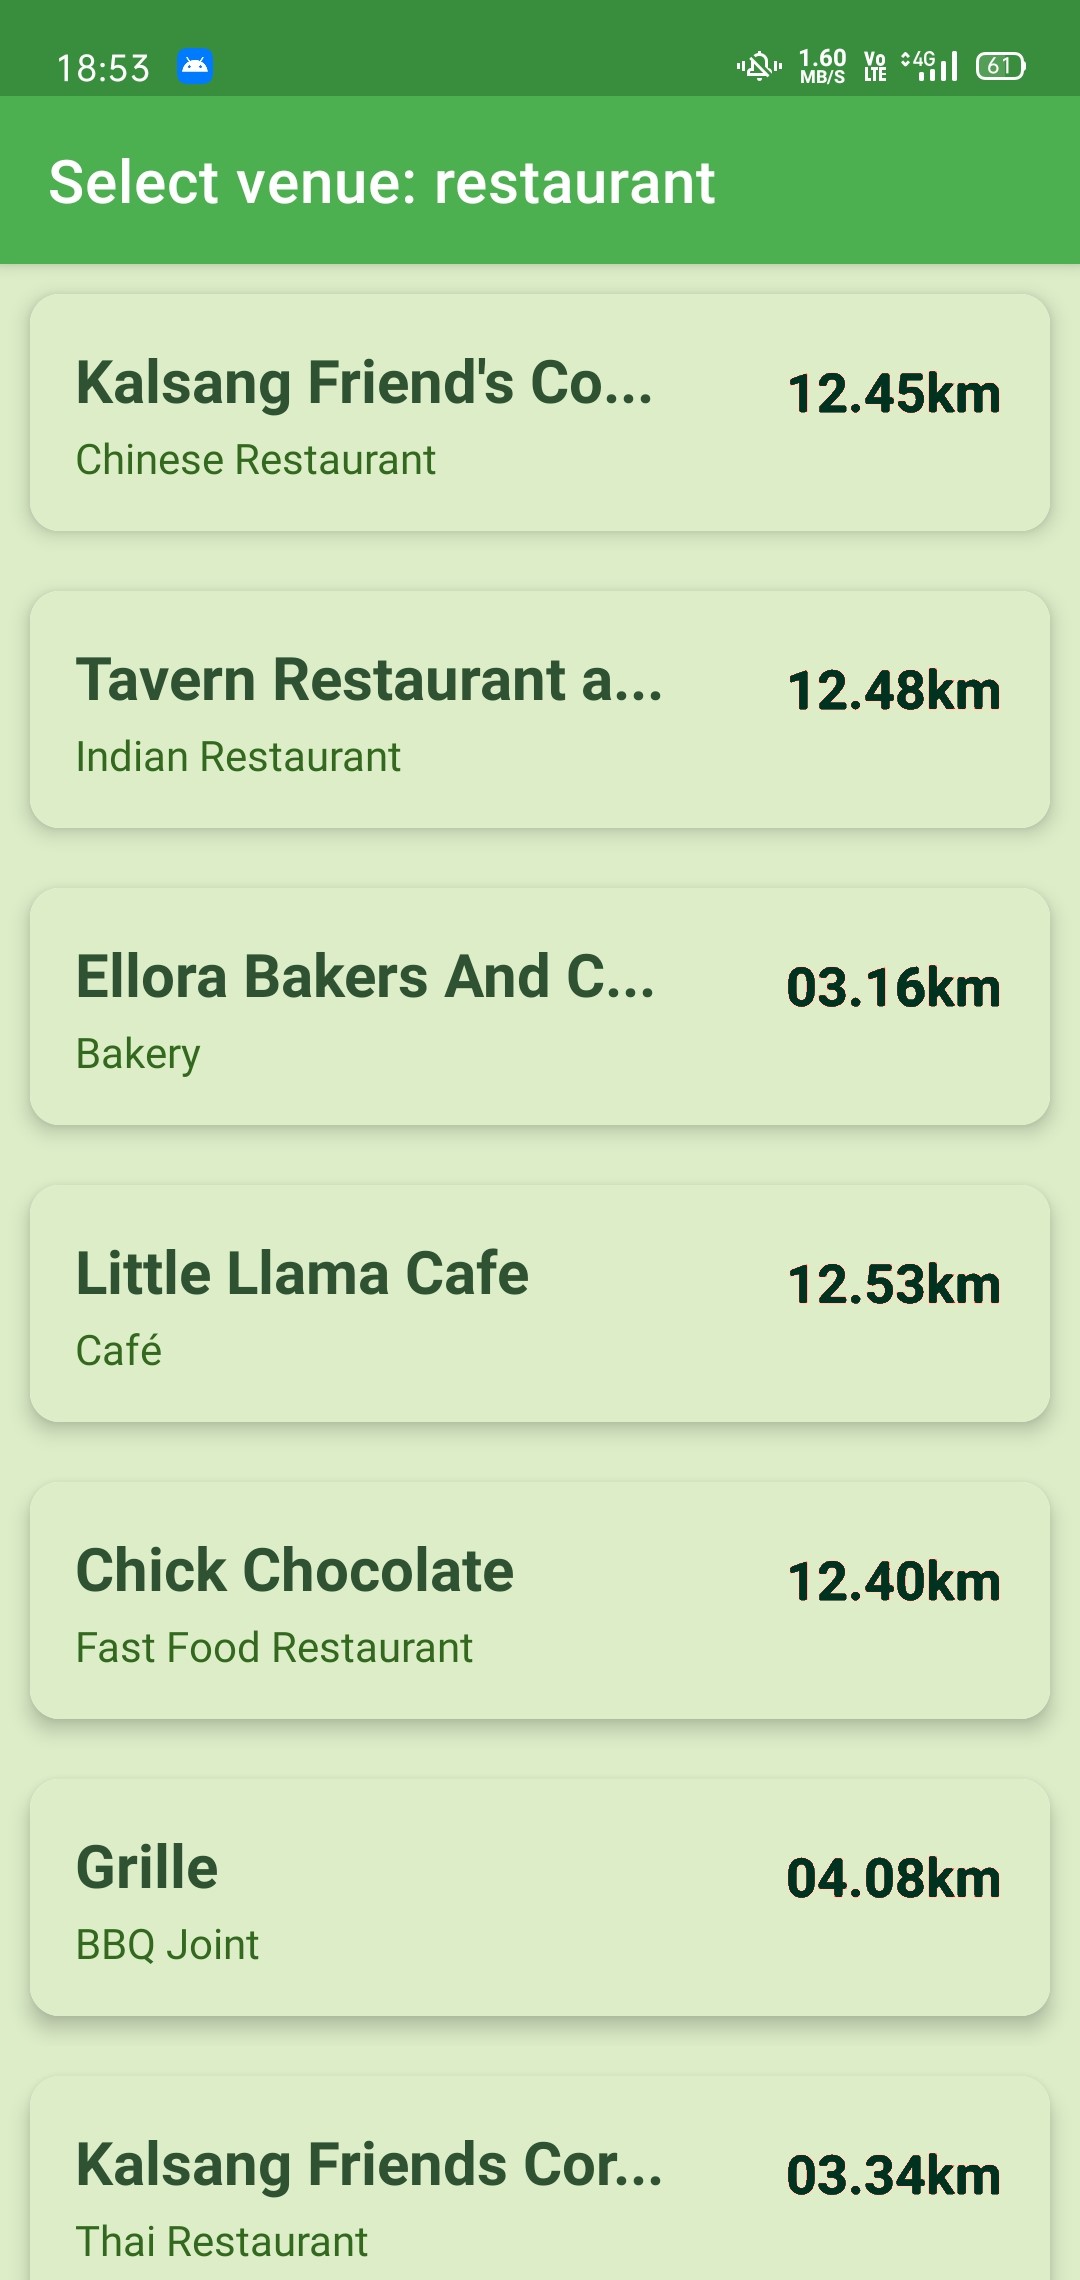 18:53 1.60 MB/S Vo LTE 4G 61
Select venue: restaurant
Kalsang Friend's Co... 12.45km
Chinese Restaurant
Tavern Restaurant a... 12.48km
Indian Restaurant
Ellora Bakers And C... 03.16km
Bakery
Little Llama Cafe 12.53km
Café
Chick Chocolate 12.40km
Fast Food Restaurant
Grille 04.08km
BBQ Joint
Kalsang Friends Cor... 03.34km
Thai Restaurant